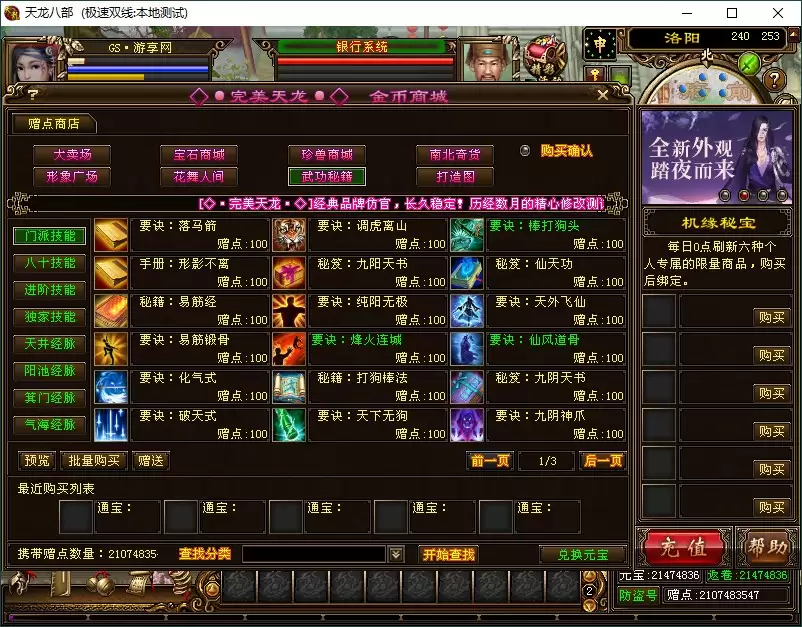 天龙八部 (极速双线:本地测试)
GS·游享网
银行系统
洛阳 240 253
北
申
?
◇●完美天龙●◇ 金币商城
赠点商店
大卖场 宝石商城 珍兽商城 南北奇货 购买确认
形象广场 花舞人间 武功秘籍 打造图
[◇·完美天龙·◇]经典品牌仿官，长久稳定！历经数月的精心修改测
门派技能
八十技能
进阶技能
独家技能
天井经脉
阳池经脉
箕门经脉
气海经脉
要诀：落马箭 要诀：调虎离山 要诀：棒打狗头
赠点:100 赠点:100 赠点:100
手册：形影不离 秘笈：九阳天书 秘笈：仙天功
赠点:100 赠点:100 赠点:100
秘籍：易筋经 要诀：纯阳无极 要诀：天外飞仙
赠点:100 赠点:100 赠点:100
要诀：易筋锻骨 要诀：烽火连城 要诀：仙风道骨
赠点:100 赠点:100 赠点:100
要诀：化气式 秘籍：打狗棒法 秘笈：九阴天书
赠点:100 赠点:100 赠点:100
要诀：破天式 要诀：天下无狗 要诀：九阴神爪
赠点:100 赠点:100 赠点:100
预览 批量购买 赠送 前一页 1/3 后一页
最近购买列表
通宝： 通宝： 通宝： 通宝： 通宝：
携带赠点数量：21074835 查找分类 开始查找 兑换元宝
全新外观
踏夜而来
机缘秘宝
每日0点刷新六种个
人专属的限量商品，购买
后绑定。
购买
购买
购买
购买
购买
购买
充值 帮助
元宝:21474836 返卷:21474836
防盗号 赠点:2107483547
2